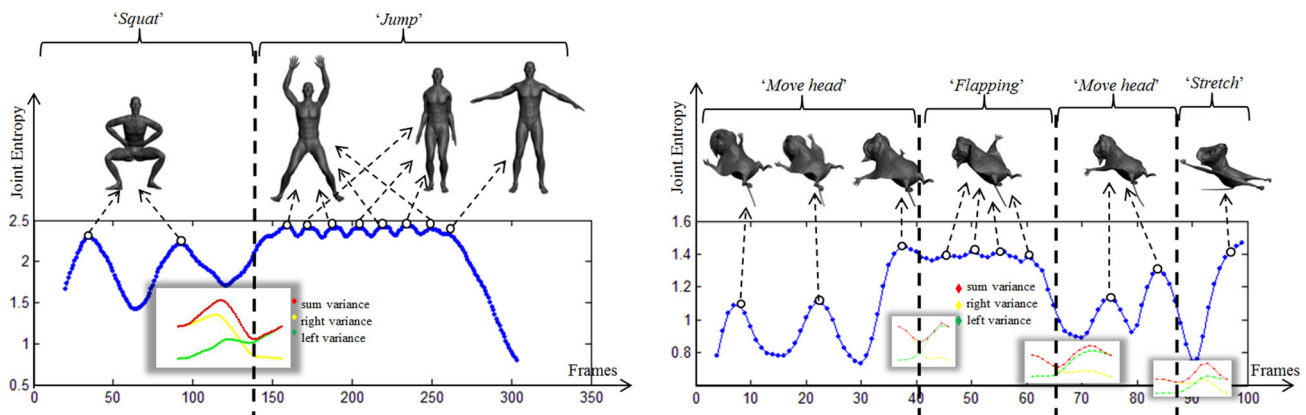 ‘Squat’
‘Jump’
Joint Entropy
2.5
2
1.5
1
0.5
0
50
100
150
200
250
300
350
Frames
sum variance
right variance
left variance
‘Move head’
‘Flapping’
‘Move head’
‘Stretch’
Joint Entropy
1.6
1.4
1.2
1
0.8
0
10
20
30
40
50
60
70
80
90
100
Frames
sum variance
right variance
left variance